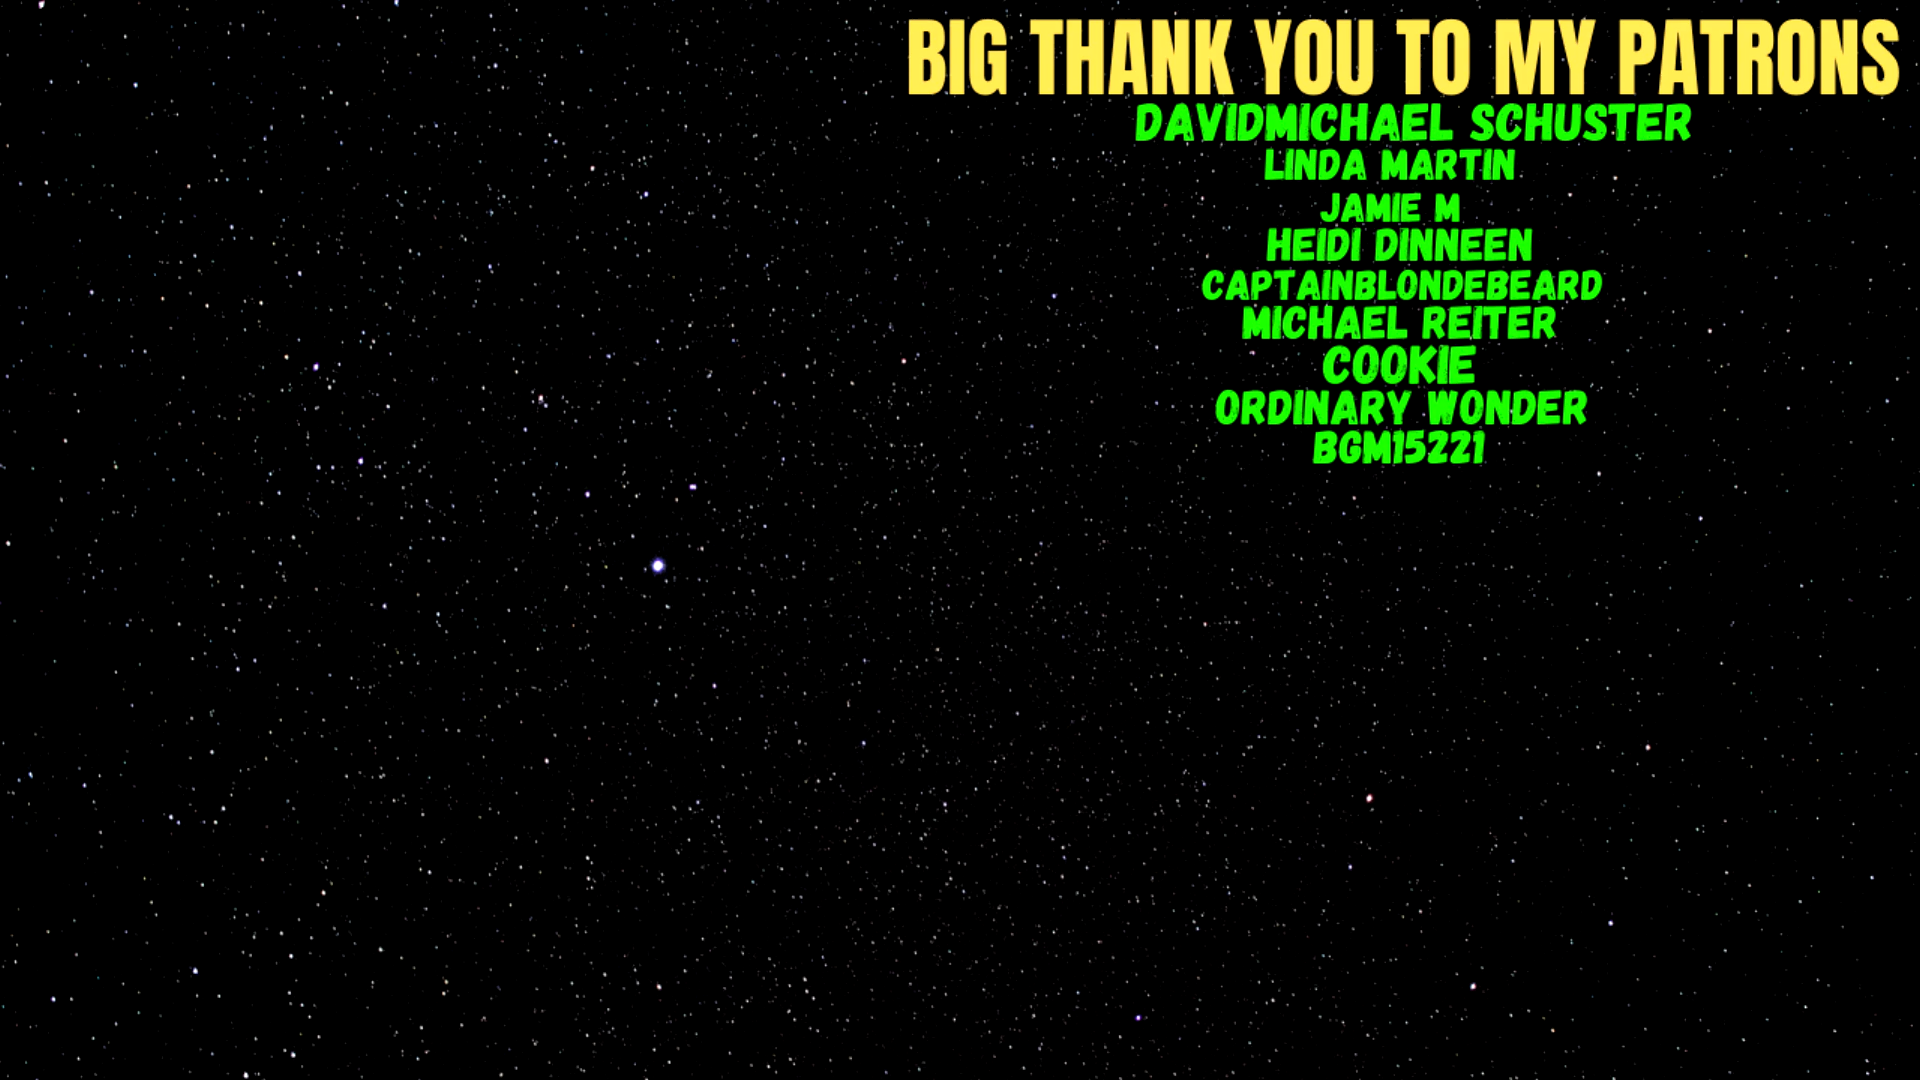 BIG THANK YOU TO MY PATRONS
DAVIDMICHAEL SCHUSTER
LINDA MARTIN
JAMIE M
HEIDI DINNEEN
CAPTAINBLONDEBEARD
MICHAEL REITER
COOKIE
ORDINARY WONDER
BGM15221